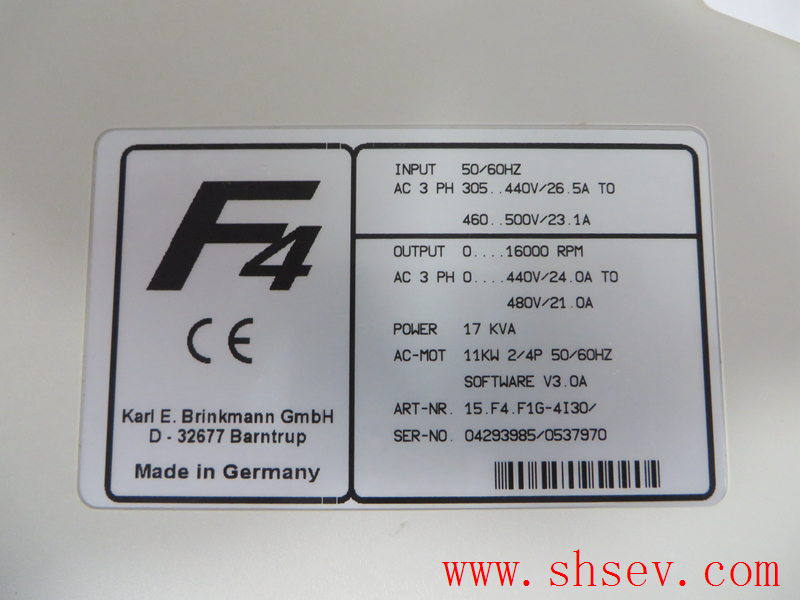 F4
CE
Karl E. Brinkmann GmbH
D - 32677 Barntrup
Made in Germany
INPUT 50/60HZ
AC 3 PH 305..440V/26.5A TO
460..500V/23.1A
OUTPUT 0....16000 RPM
AC 3 PH 0....440V/24.0A TO
480V/21.0A
POWER 17 KVA
AC-MOT 11KW 2/4P 50/60HZ
SOFTWARE V3.0A
ART-NR. 15.F4.F1G-4I30/
SER-NO. 04293985/0537970
www.shsev.com